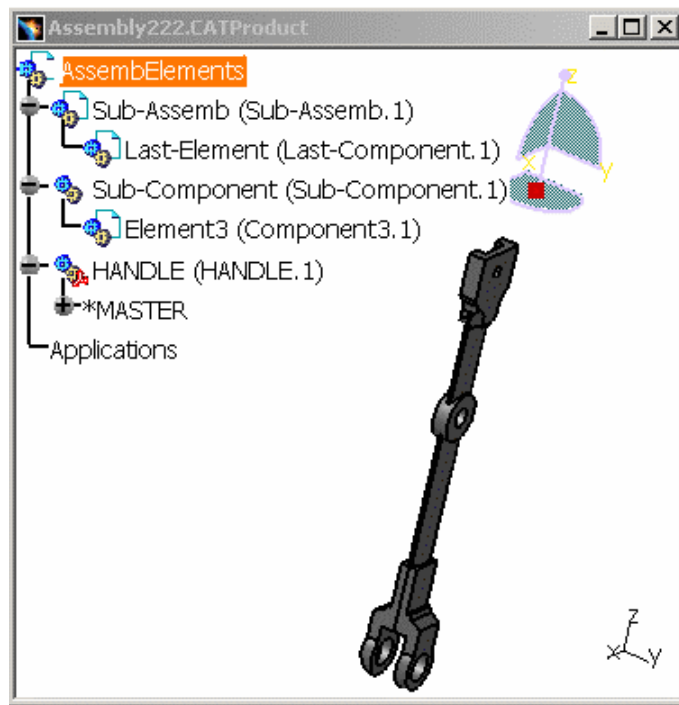 Assembly222.CATProduct
AssembElements
Sub-Assemb (Sub-Assemb.1)
Last-Element (Last-Component.1)
Sub-Component (Sub-Component.1)
Element3 (Component3.1)
HANDLE (HANDLE.1)
*MASTER
Applications
z
x
y
z
x
y